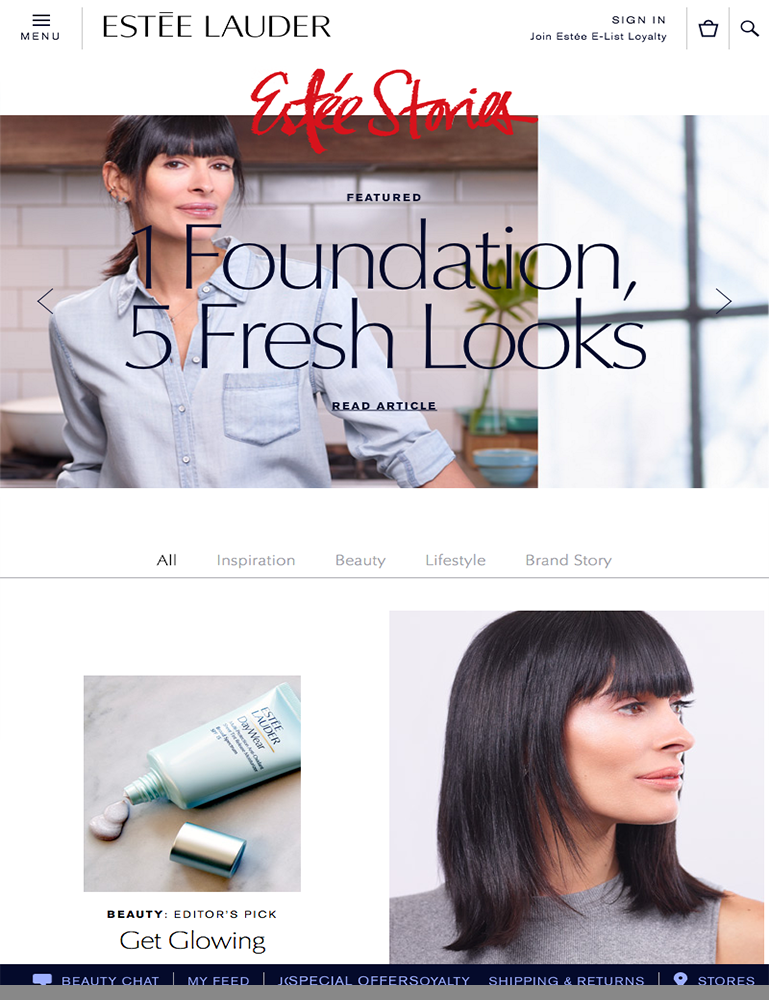 MENU
ESTĒE LAUDER
SIGN IN
Join Estée E-List Loyalty
Estée Stories
FEATURED
1 Foundation,
5 Fresh Looks
READ ARTICLE
All
Inspiration
Beauty
Lifestyle
Brand Story
ESTĒE
LAUDER
DayWear
BEAUTY: EDITOR'S PICK
Get Glowing
BEAUTY CHAT
MY FEED
SPECIAL OFFERS
SHIPPING & RETURNS
STORES